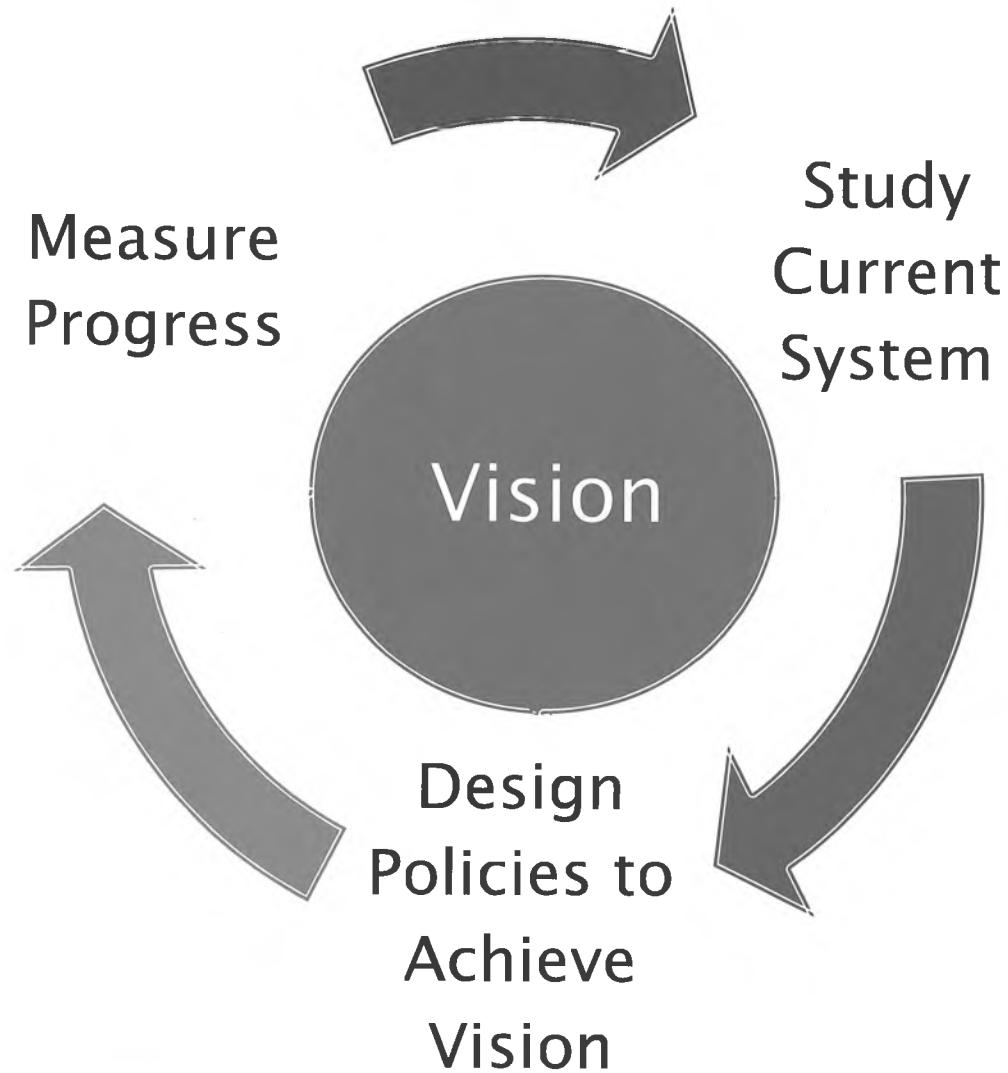 Study
Current
System
Measure
Progress
Vision
Design
Policies to
Achieve
Vision